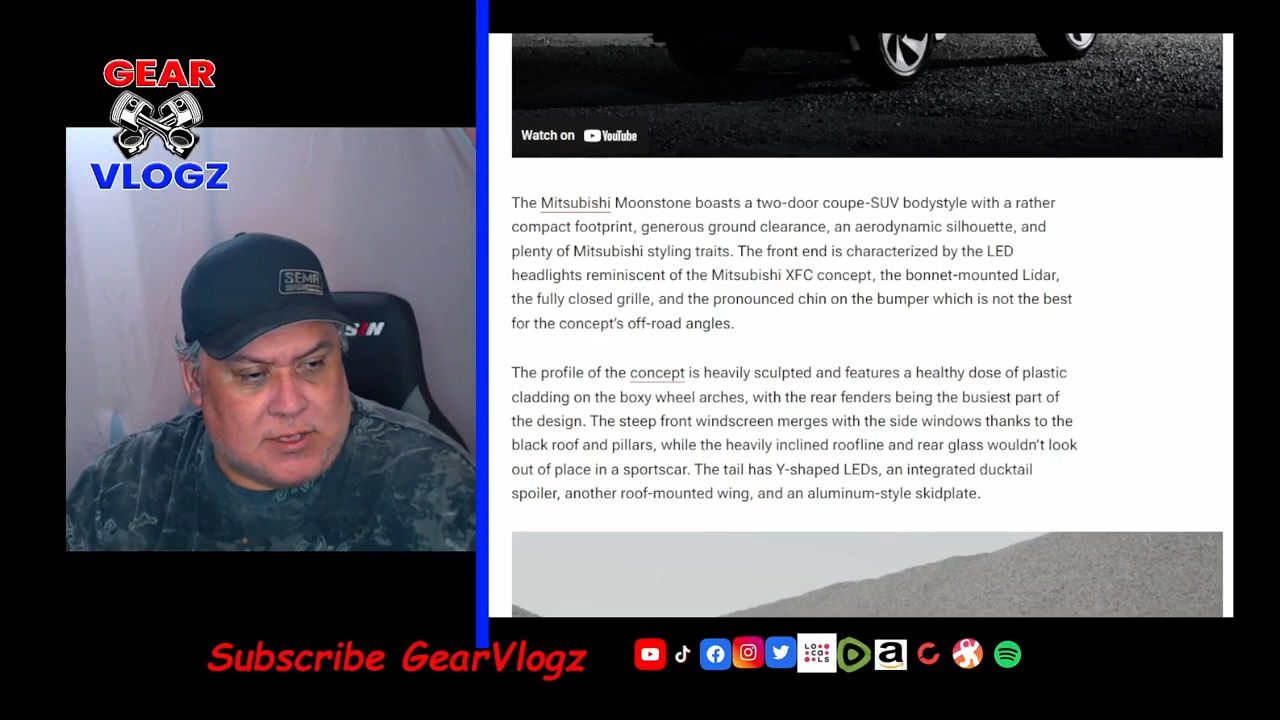 GEAR
VLOGZ
SEMA
Watch on YouTube
The Mitsubishi Moonstone boasts a two-door coupe-SUV bodystyle with a rather
compact footprint, generous ground clearance, an aerodynamic silhouette, and
plenty of Mitsubishi styling traits. The front end is characterized by the LED
headlights reminiscent of the Mitsubishi XFC concept, the bonnet-mounted Lidar,
the fully closed grille, and the pronounced chin on the bumper which is not the best
for the concept’s off-road angles.
The profile of the concept is heavily sculpted and features a healthy dose of plastic
cladding on the boxy wheel arches, with the rear fenders being the busiest part of
the design. The steep front windscreen merges with the side windows thanks to the
black roof and pillars, while the heavily inclined roofline and rear glass wouldn’t look
out of place in a sportscar. The tail has Y-shaped LEDs, an integrated ducktail
spoiler, another roof-mounted wing, and an aluminum-style skidplate.
Subscribe GearVlogz
LOCALS
a